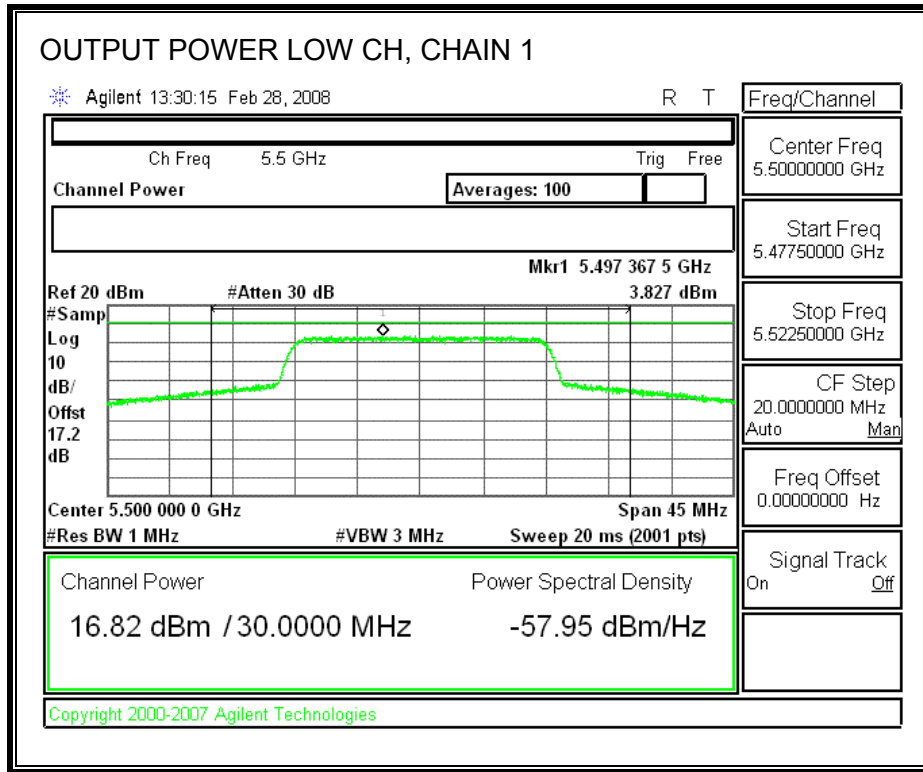 OUTPUT POWER LOW CH, CHAIN 1
Agilent 13:30:15 Feb 28, 2008 R T
Freq/Channel
Ch Freq 5.5 GHz Trig Free
Channel Power Averages: 100
Mkr1 5.497 367 5 GHz
Ref 20 dBm #Atten 30 dB 3.827 dBm
#Samp
Log
10
dB/
Offst
17.2
dB
1
Center 5.500 000 0 GHz Span 45 MHz
#Res BW 1 MHz #VBW 3 MHz Sweep 20 ms (2001 pts)
Channel Power Power Spectral Density
16.82 dBm / 30.0000 MHz -57.95 dBm/Hz
Center Freq
5.50000000 GHz
Start Freq
5.47750000 GHz
Stop Freq
5.52250000 GHz
CF Step
20.0000000 MHz
Auto Man
Freq Offset
0.00000000 Hz
Signal Track
On Off
Copyright 2000-2007 Agilent Technologies